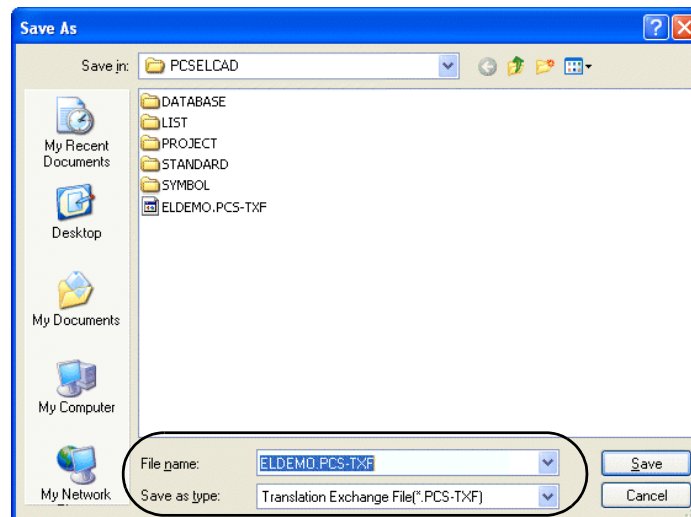 Save As
Save in: PCSELCAD
My Recent
Documents
Desktop
My Documents
My Computer
My Network
DATABASE
LIST
PROJECT
STANDARD
SYMBOL
ELDEMO.PCS-TXF
File name: ELDEMO.PCS-TXF Save
Save as type: Translation Exchange File(*.PCS-TXF) Cancel